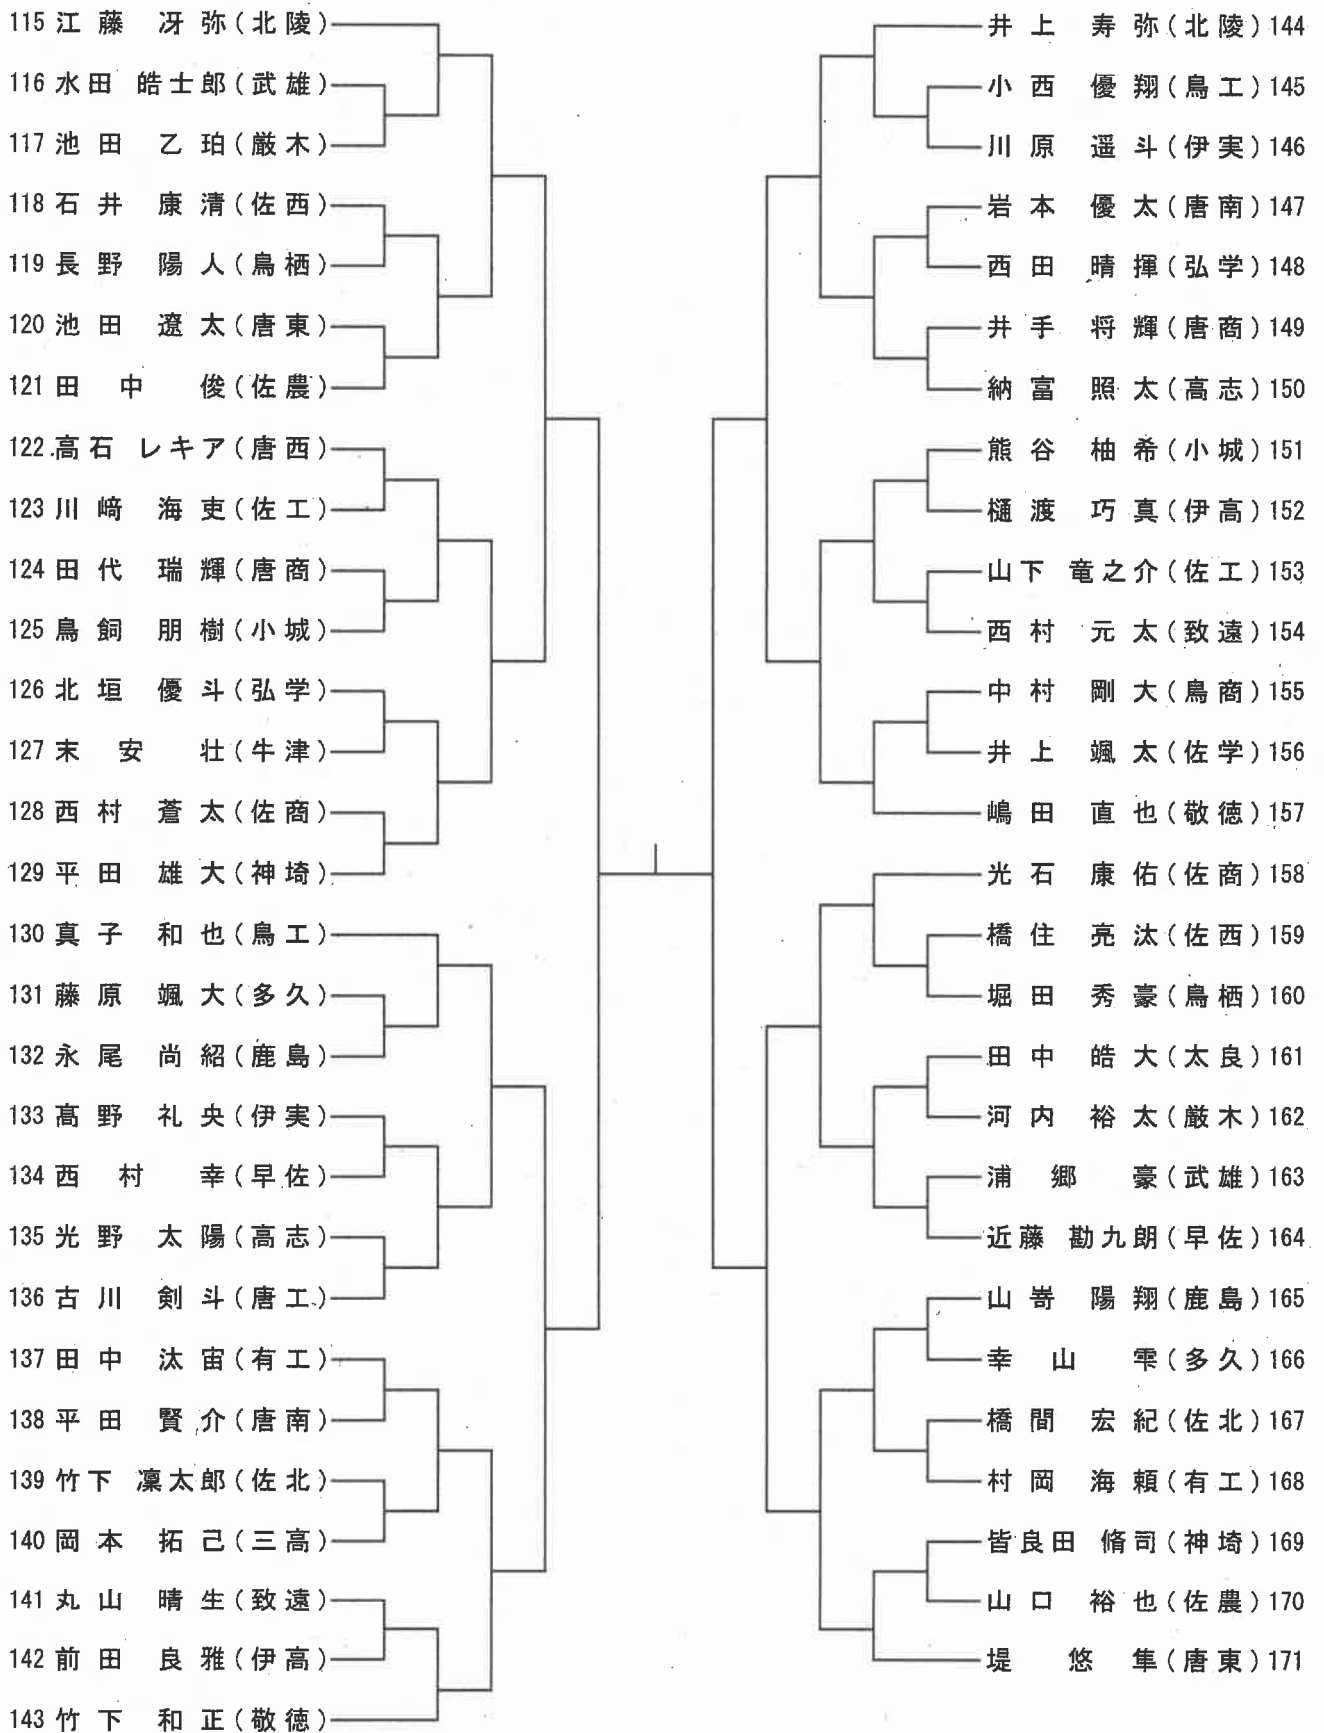 115 江藤 冴弥(北陵)
116 水田 皓士郎(武雄)
117 池田 乙珀(厳木)
118 石井 康清(佐西)
119 長野 陽人(鳥栖)
120 池田 遼太(唐東)
121 田中 俊(佐農)
122 高石 レキア(唐西)
123 川﨑 海吏(佐工)
124 田代 瑞輝(唐商)
125 鳥飼 朋樹(小城)
126 北垣 優斗(弘学)
127 末安 壮(牛津)
128 西村 蒼太(佐商)
129 平田 雄大(神埼)
130 真子 和也(鳥工)
131 藤原 颯大(多久)
132 永尾 尚紹(鹿島)
133 髙野 礼央(伊実)
134 西村 幸(早佐)
135 光野 太陽(高志)
136 古川 剣斗(唐工)
137 田中 汰宙(有工)
138 平田 賢介(唐南)
139 竹下 凜太郎(佐北)
140 岡本 拓己(三高)
141 丸山 晴生(致遠)
142 前田 良雅(伊高)
143 竹下 和正(敬徳)
井上 寿弥(北陵)144
小西 優翔(鳥工)145
川原 遥斗(伊実)146
岩本 優太(唐南)147
西田 晴揮(弘学)148
井手 将輝(唐商)149
納富 照太(高志)150
熊谷 柚希(小城)151
樋渡 巧真(伊高)152
山下 竜之介(佐工)153
西村 元太(致遠)154
中村 剛大(鳥商)155
井上 颯太(佐学)156
嶋田 直也(敬徳)157
光石 康佑(佐商)158
橋住 亮汰(佐西)159
堀田 秀豪(鳥栖)160
田中 皓大(太良)161
河内 裕太(厳木)162
浦郷 豪(武雄)163
近藤 勘九朗(早佐)164
山嵜 陽翔(鹿島)165
幸山 雫(多久)166
橋間 宏紀(佐北)167
村岡 海頼(有工)168
皆良田 脩司(神埼)169
山口 裕也(佐農)170
堤 悠隼(唐東)171